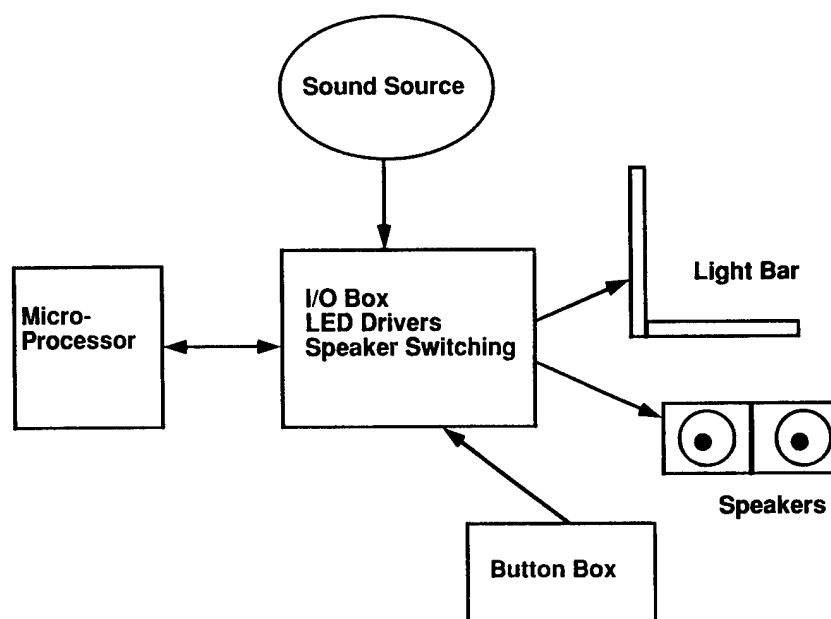 Sound Source
Light Bar
I/O Box
LED Drivers
Speaker Switching
Micro-
Processor
Speakers
Button Box